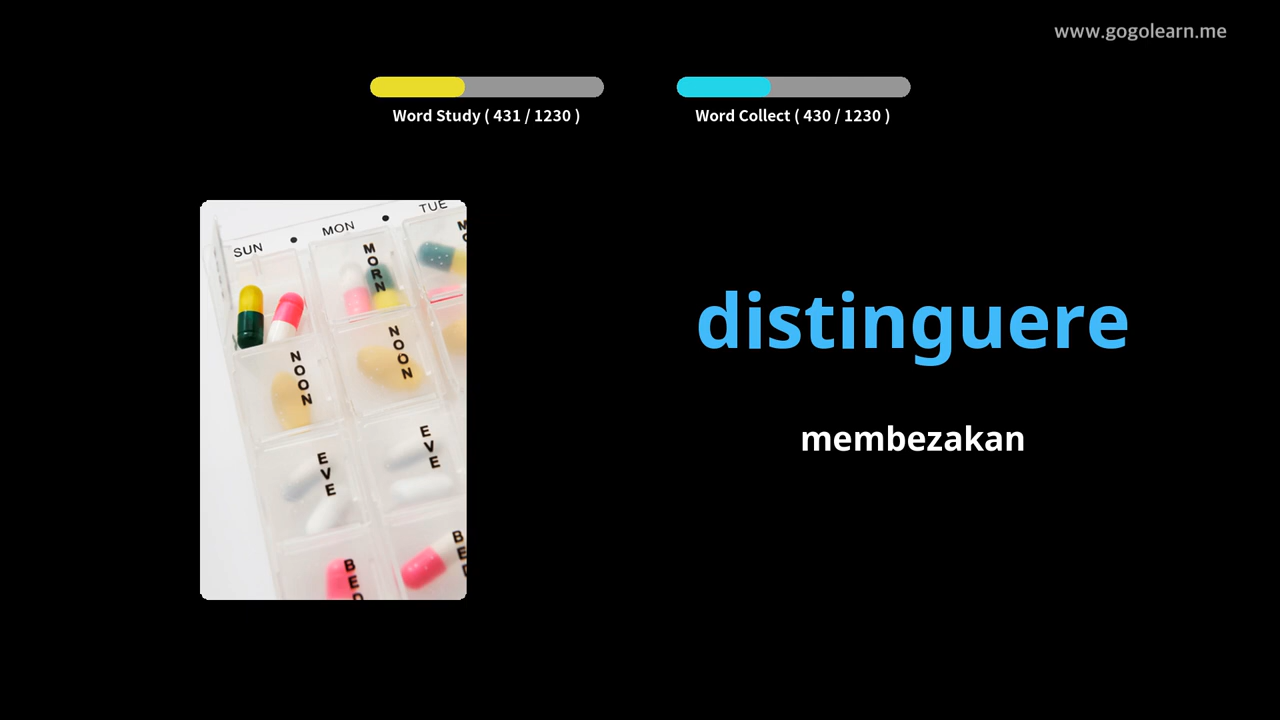 www.gogolearn.me
Word Study ( 431 / 1230 )
Word Collect ( 430 / 1230 )
SUN • MON • TUE
MORN
NOON
NOON
EVE
EVE
BED
distinguere
membezakan